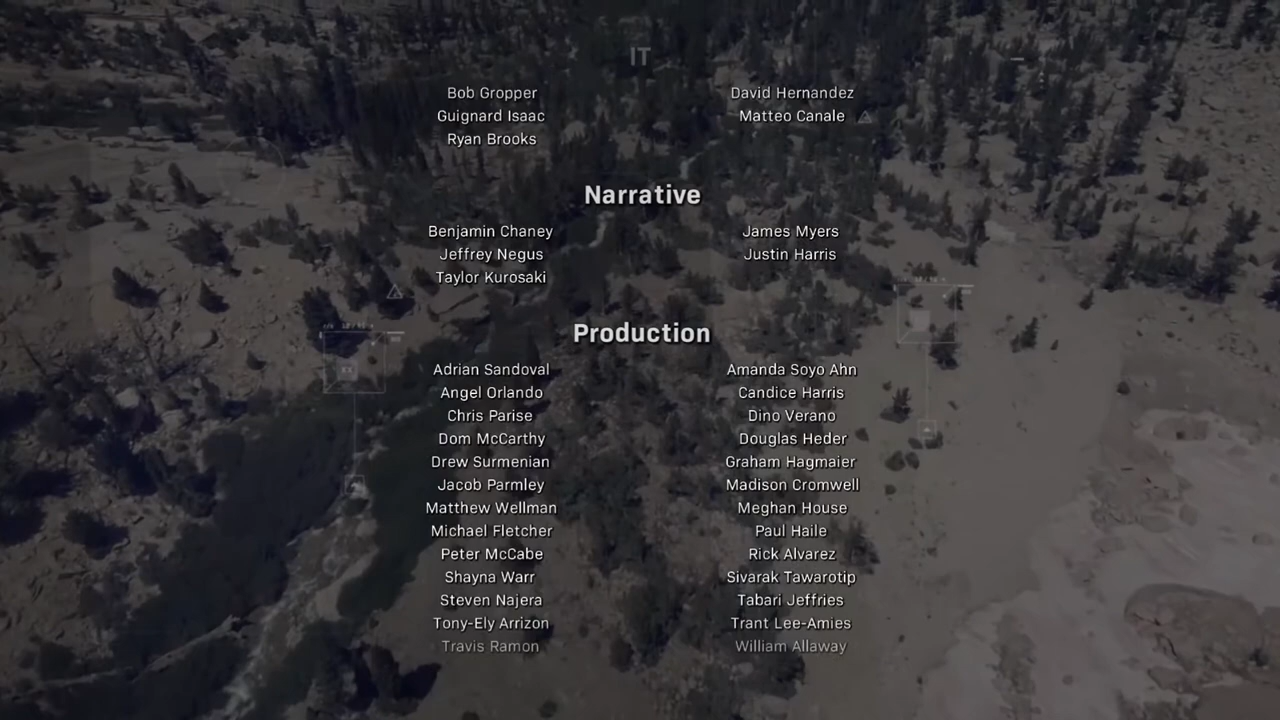 IT
Bob Gropper David Hernandez
Guignard Isaac Matteo Canale
Ryan Brooks
Narrative
Benjamin Chaney James Myers
Jeffrey Negus Justin Harris
Taylor Kurosaki
Production
Adrian Sandoval Amanda Soyo Ahn
Angel Orlando Candice Harris
Chris Parise Dino Verano
Dom McCarthy Douglas Heder
Drew Surmenian Graham Hagmaier
Jacob Parmley Madison Cromwell
Matthew Wellman Meghan House
Michael Fletcher Paul Haile
Peter McCabe Rick Alvarez
Shayna Warr Sivarak Tawarotip
Steven Najera Tabari Jeffries
Tony-Ely Arrizon Trant Lee-Amies
Travis Ramon William Allaway